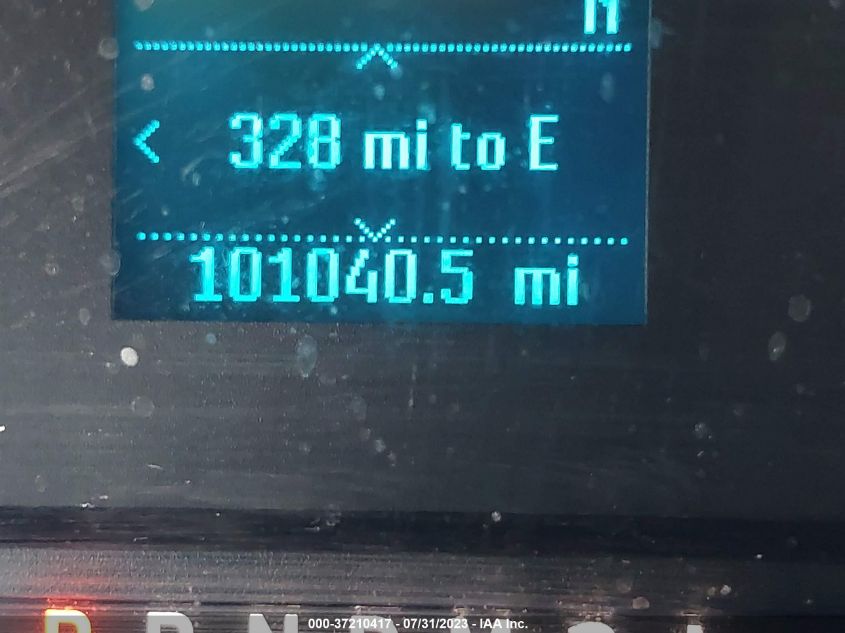 328 mi to E
101040.5 mi
P R N D
000-37210417 - 07/31/2023 - IAA Inc.